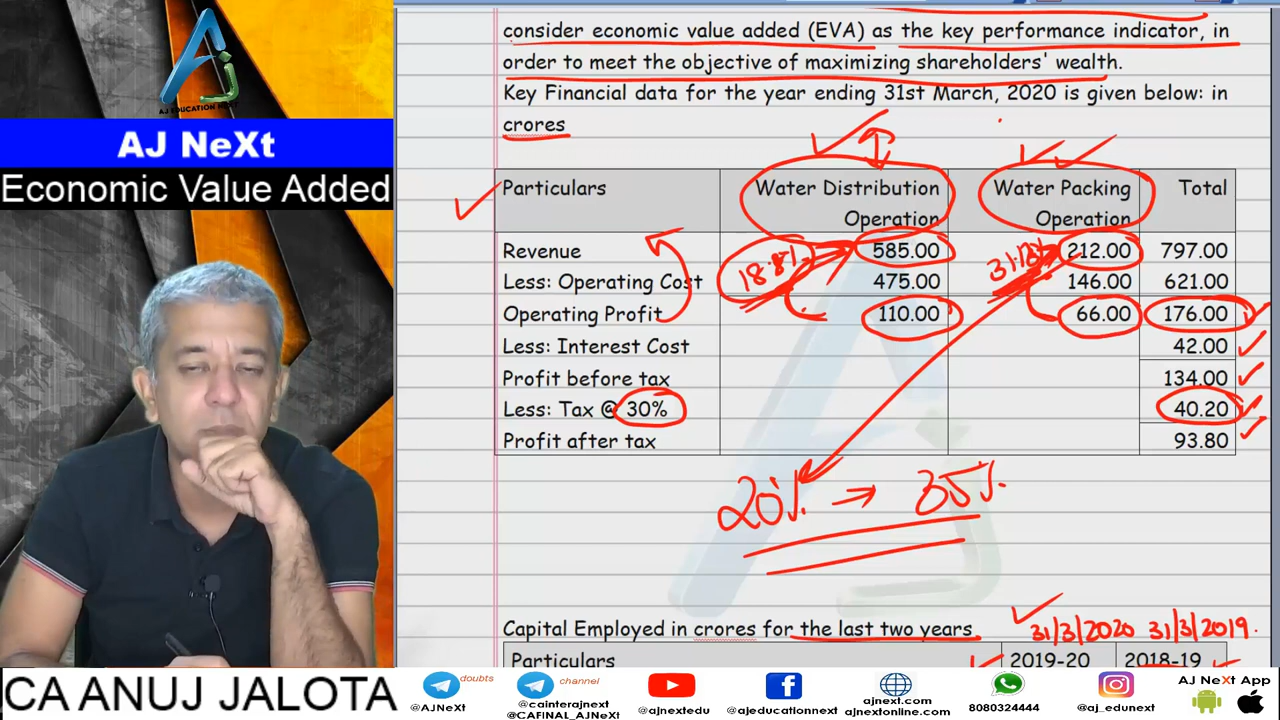 AJ EDUCATION NEXT
AJ NeXt
Economic Value Added
consider economic value added (EVA) as the key performance indicator, in
order to meet the objective of maximizing shareholders' wealth.
Key Financial data for the year ending 31st March, 2020 is given below: in
crores
Particulars Water Distribution Operation Water Packing Operation Total
Revenue 18.8% 585.00 31.13% 212.00 797.00
Less: Operating Cost 475.00 146.00 621.00
Operating Profit 110.00 66.00 176.00
Less: Interest Cost 42.00
Profit before tax 134.00
Less: Tax @ 30% 40.20
Profit after tax 93.80
20% → 35%
Capital Employed in crores for the last two years 31/3/2020 31/3/2019.
Particulars 2019-20 2018-19
CA ANUJ JALOTA
doubts
@AJNeXt
channel
@cainterajnext
@CAFINAL_AJNeXt
@ajnextedu
@ajeducationnext
ajnext.com
ajnextonline.com
8080324444
@aj_edunext
AJ NeXt App